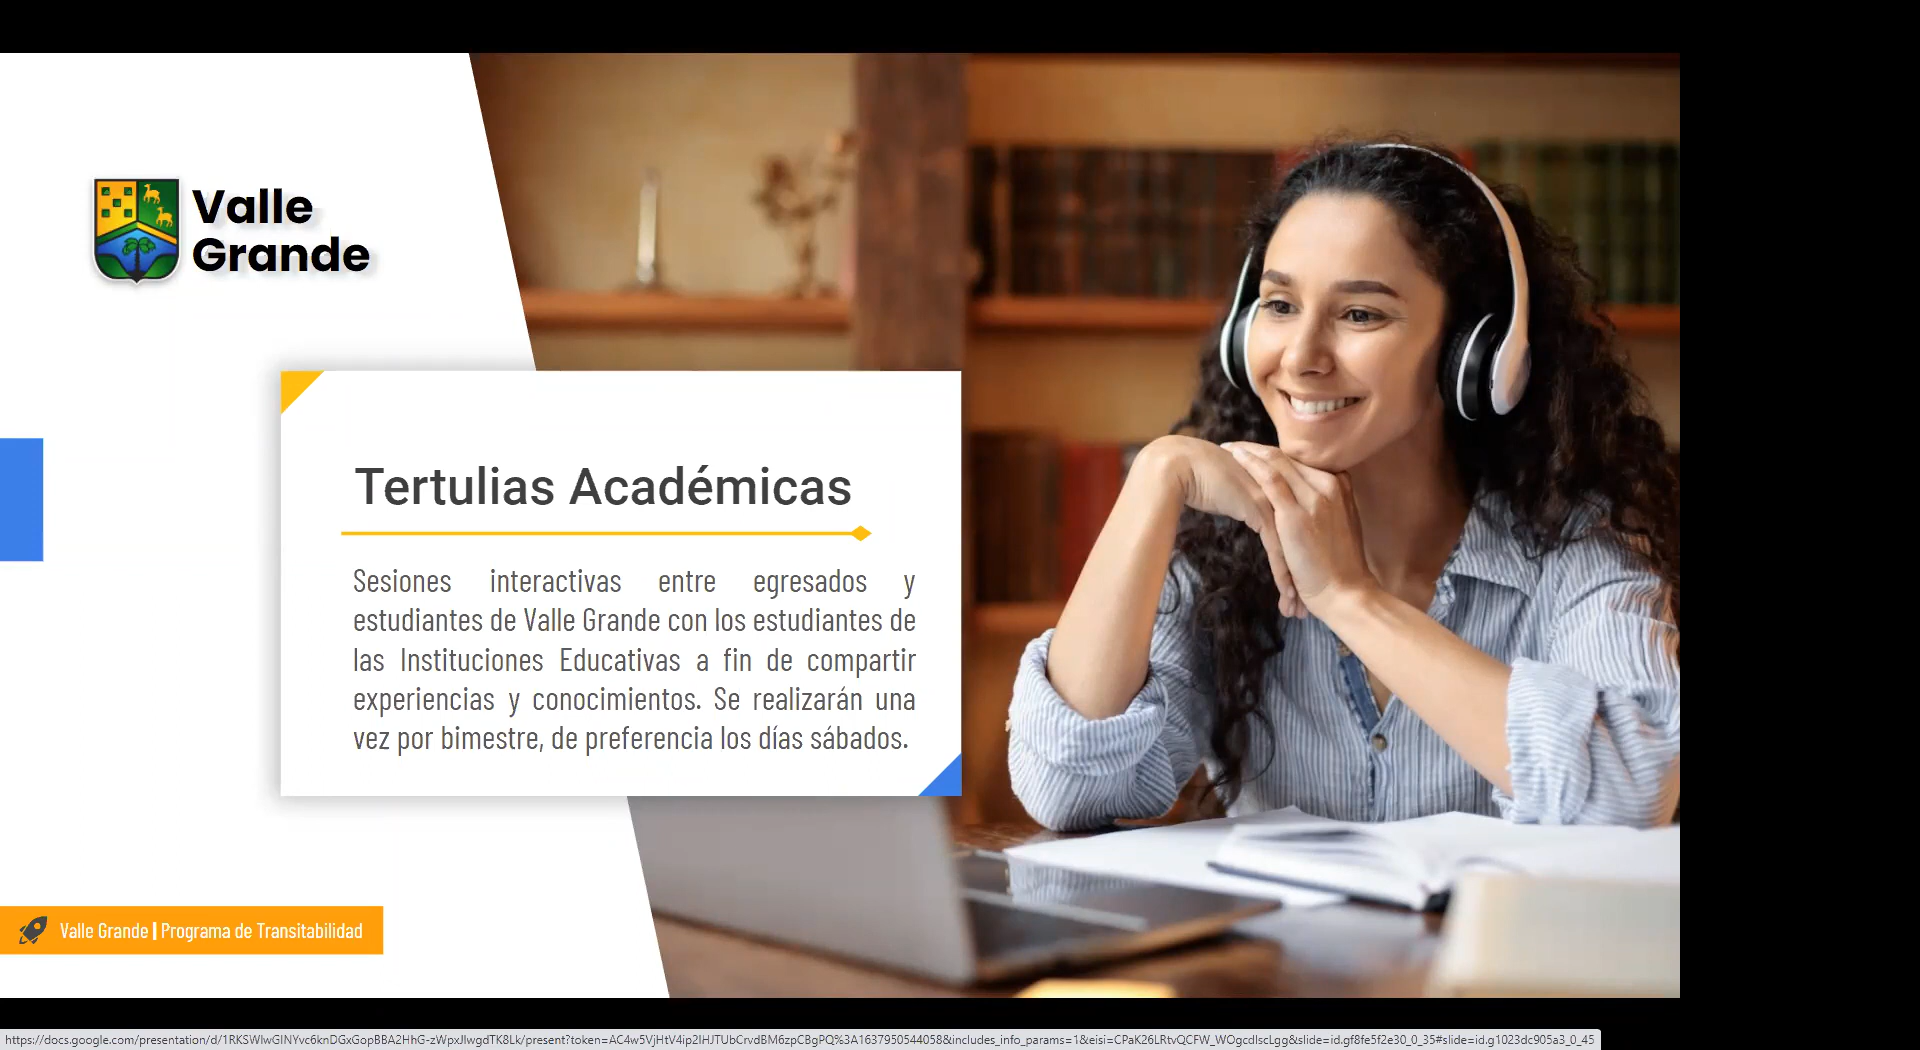 Valle
Grande
Tertulias Académicas
Sesiones interactivas entre egresados y
estudiantes de Valle Grande con los estudiantes de
las Instituciones Educativas a fin de compartir
experiencias y conocimientos. Se realizarán una
vez por bimestre, de preferencia los días sábados.
Valle Grande | Programa de Transitabilidad